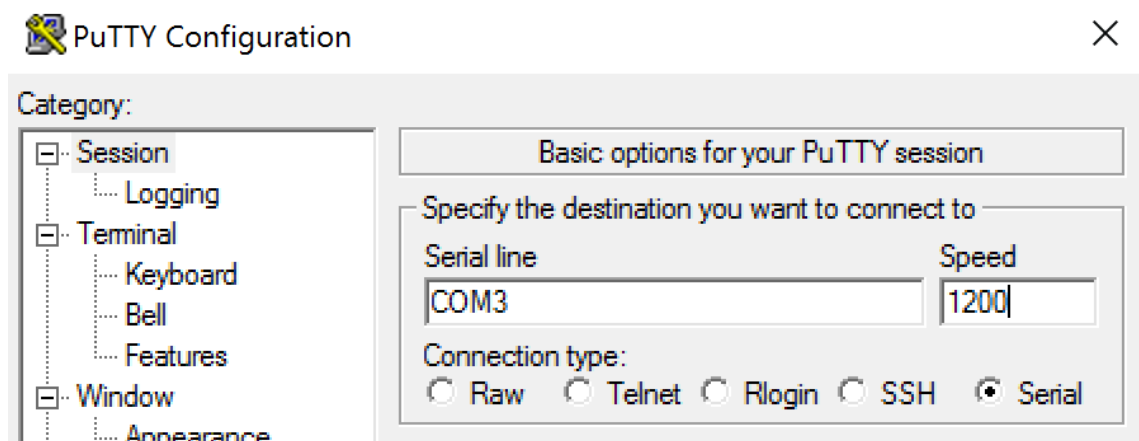 PuTTY Configuration
Category:
Session
Logging
Terminal
Keyboard
Bell
Features
Window
Appearance
Basic options for your PuTTY session
Specify the destination you want to connect to
Serial line Speed
COM3 1200
Connection type:
Raw Telnet Rlogin SSH Serial